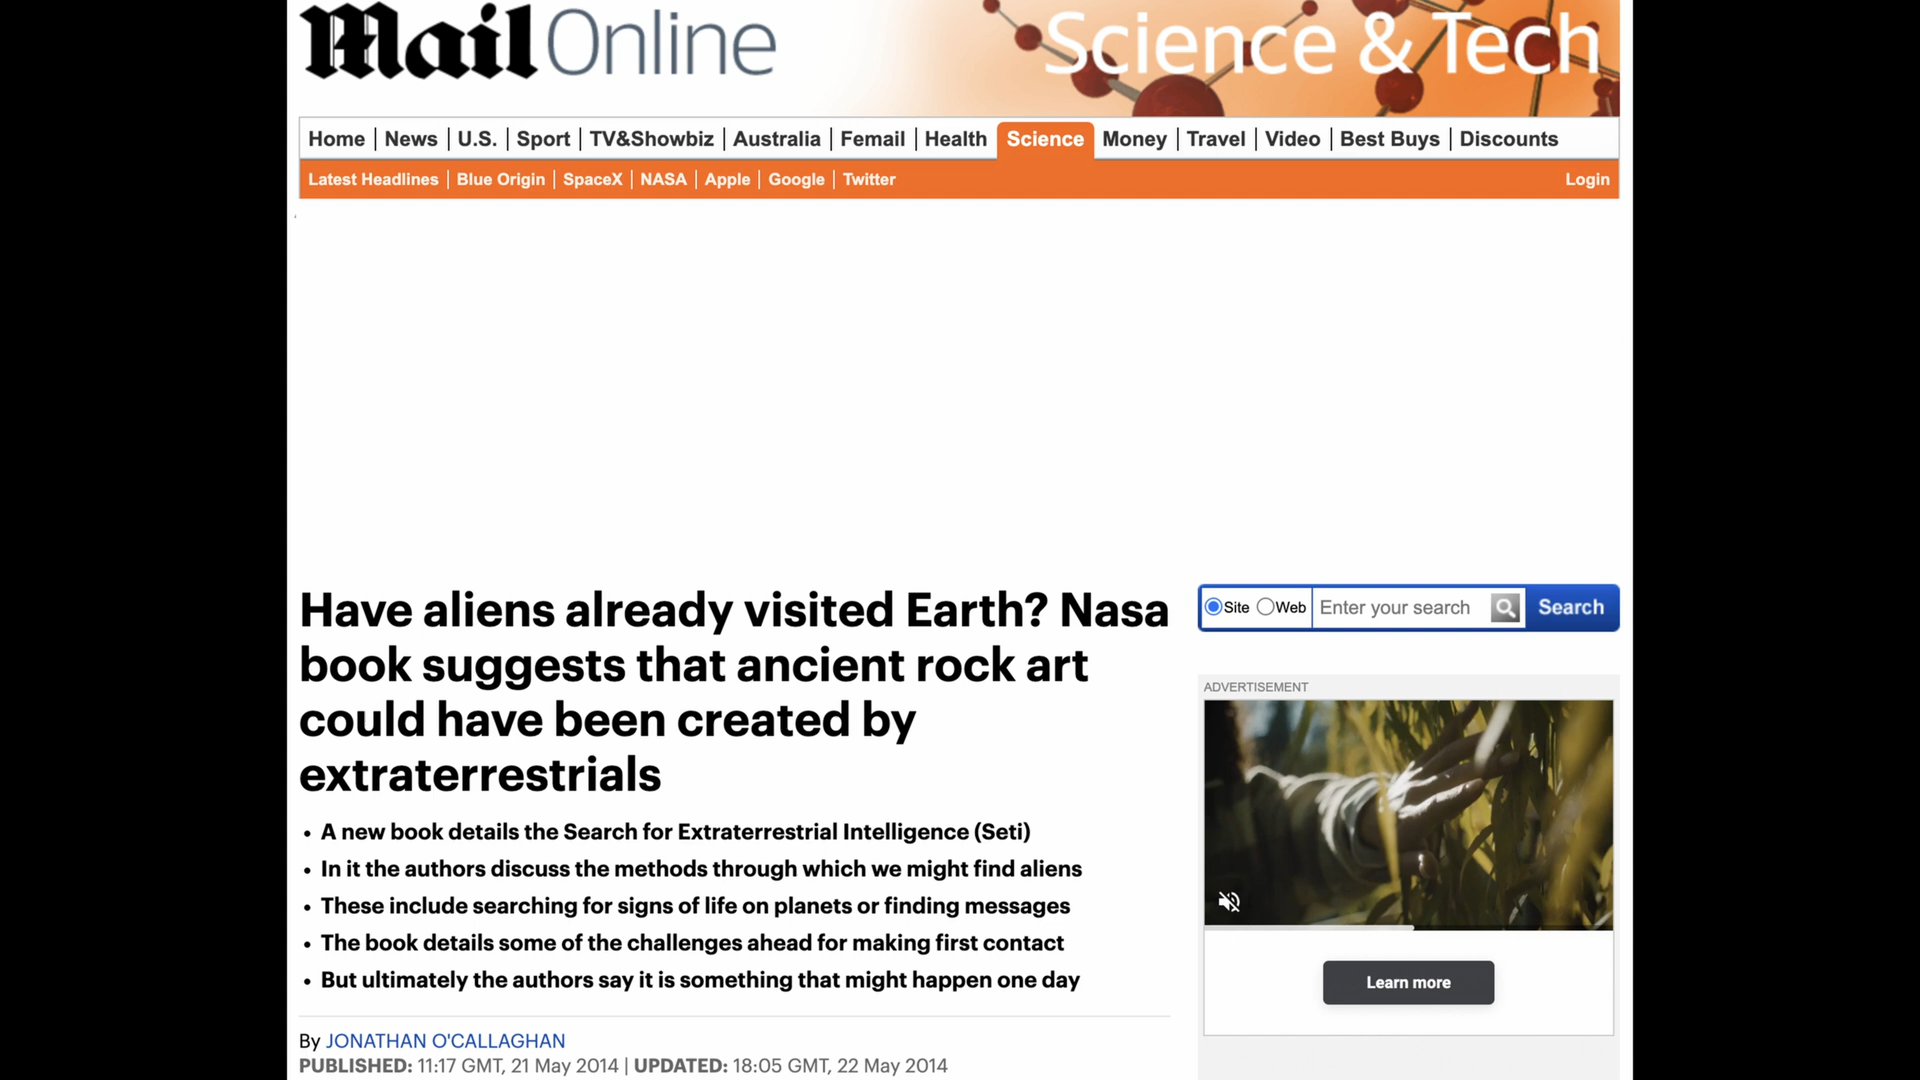 Mail Online
Science & Tech
Home | News | U.S. | Sport | TV&Showbiz | Australia | Femail | Health | Science | Money | Travel | Video | Best Buys | Discounts
Latest Headlines | Blue Origin | SpaceX | NASA | Apple | Google | Twitter
Login
Have aliens already visited Earth? Nasa
book suggests that ancient rock art
could have been created by
extraterrestrials
• A new book details the Search for Extraterrestrial Intelligence (Seti)
• In it the authors discuss the methods through which we might find aliens
• These include searching for signs of life on planets or finding messages
• The book details some of the challenges ahead for making first contact
• But ultimately the authors say it is something that might happen one day
By JONATHAN O'CALLAGHAN
PUBLISHED: 11:17 GMT, 21 May 2014 | UPDATED: 18:05 GMT, 22 May 2014
Site Web Enter your search Search
ADVERTISEMENT
Learn more